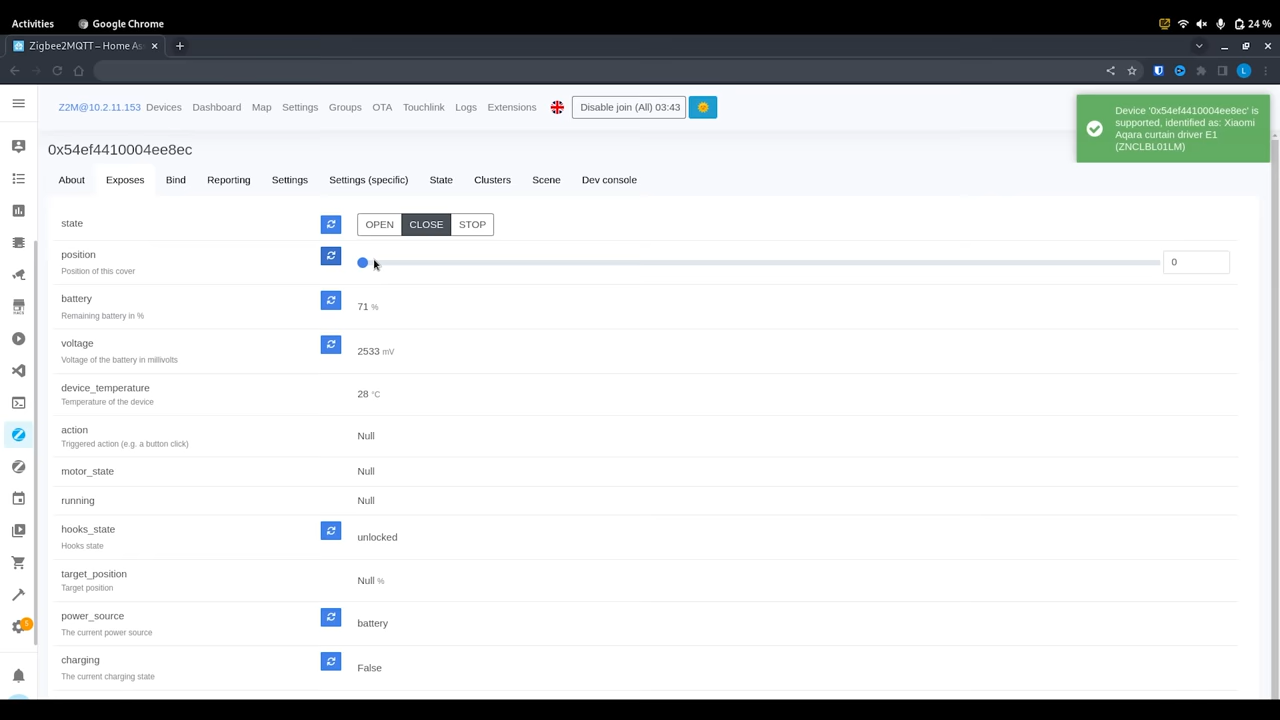 Activities
Google Chrome
24 %
Zigbee2MQTT – Home As
L
Z2M@10.2.11.153 Devices Dashboard Map Settings Groups OTA Touchlink Logs Extensions Disable join (All) 03:43
Device '0x54ef4410004ee8ec' is
supported, identified as: Xiaomi
Aqara curtain driver E1
(ZNCLBL01LM)
0x54ef4410004ee8ec
About Exposes Bind Reporting Settings Settings (specific) State Clusters Scene Dev console
state OPEN CLOSE STOP
position
Position of this cover
0
battery
Remaining battery in %
71 %
voltage
Voltage of the battery in millivolts
2533 mV
device_temperature
Temperature of the device
28 °C
action
Triggered action (e.g. a button click)
Null
motor_state Null
running Null
hooks_state
Hooks state
unlocked
target_position
Target position
Null %
power_source
The current power source
battery
charging
The current charging state
False
HACS
1